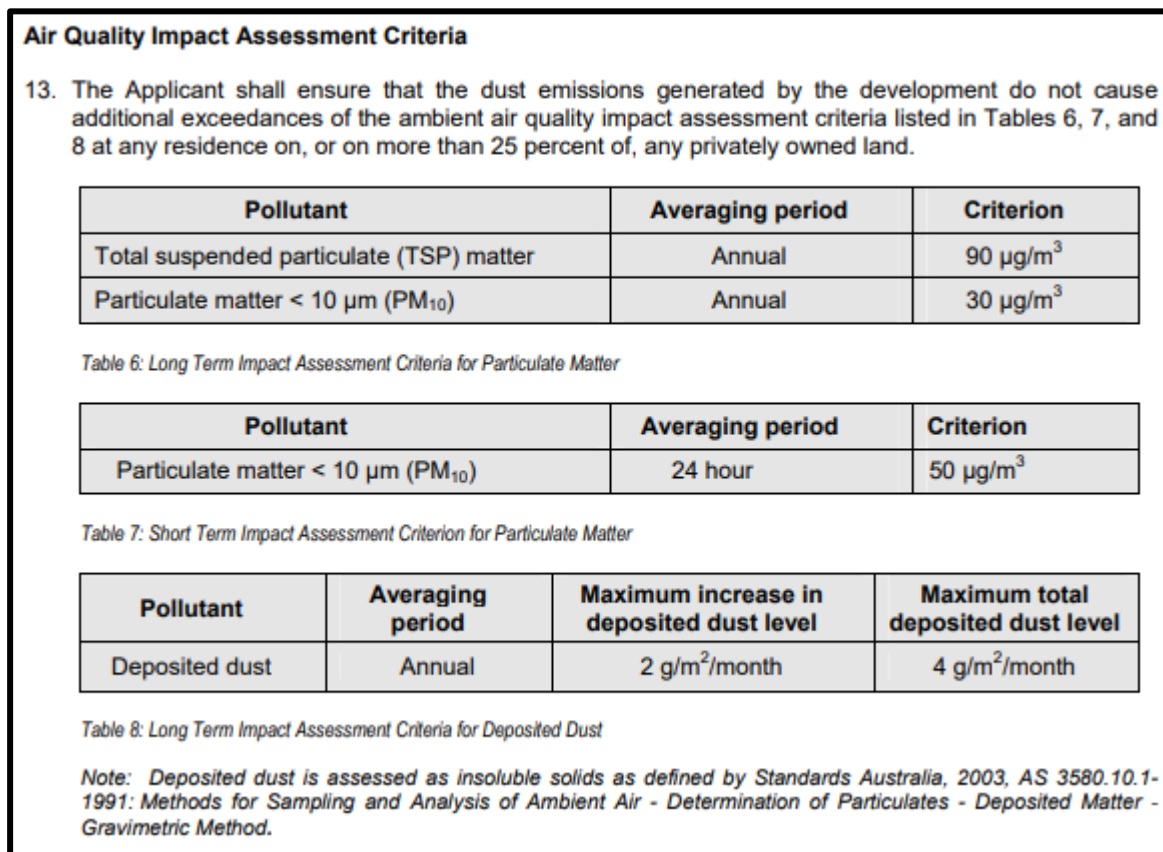 Air Quality Impact Assessment Criteria
13. The Applicant shall ensure that the dust emissions generated by the development do not cause
additional exceedances of the ambient air quality impact assessment criteria listed in Tables 6, 7, and
8 at any residence on, or on more than 25 percent of, any privately owned land.
Pollutant Averaging period Criterion
Total suspended particulate (TSP) matter Annual 90 µg/m³
Particulate matter < 10 µm (PM₁₀) Annual 30 µg/m³
Table 6: Long Term Impact Assessment Criteria for Particulate Matter
Pollutant Averaging period Criterion
Particulate matter < 10 µm (PM₁₀) 24 hour 50 µg/m³
Table 7: Short Term Impact Assessment Criterion for Particulate Matter
Pollutant Averaging period Maximum increase in deposited dust level Maximum total deposited dust level
Deposited dust Annual 2 g/m²/month 4 g/m²/month
Table 8: Long Term Impact Assessment Criteria for Deposited Dust
Note: Deposited dust is assessed as insoluble solids as defined by Standards Australia, 2003, AS 3580.10.1-
1991: Methods for Sampling and Analysis of Ambient Air - Determination of Particulates - Deposited Matter -
Gravimetric Method.